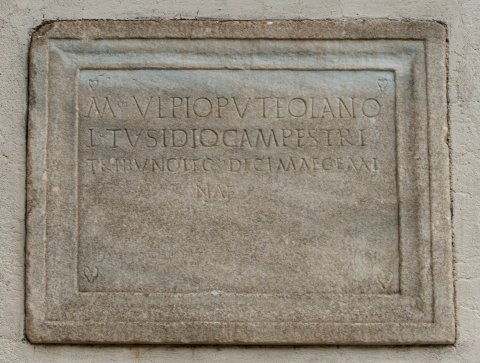 M VLPIO PVTEOLANO
L·TVSIDIO CAMPESTRI
TRIBVNO LEG DECIMAE GEMI
NAE